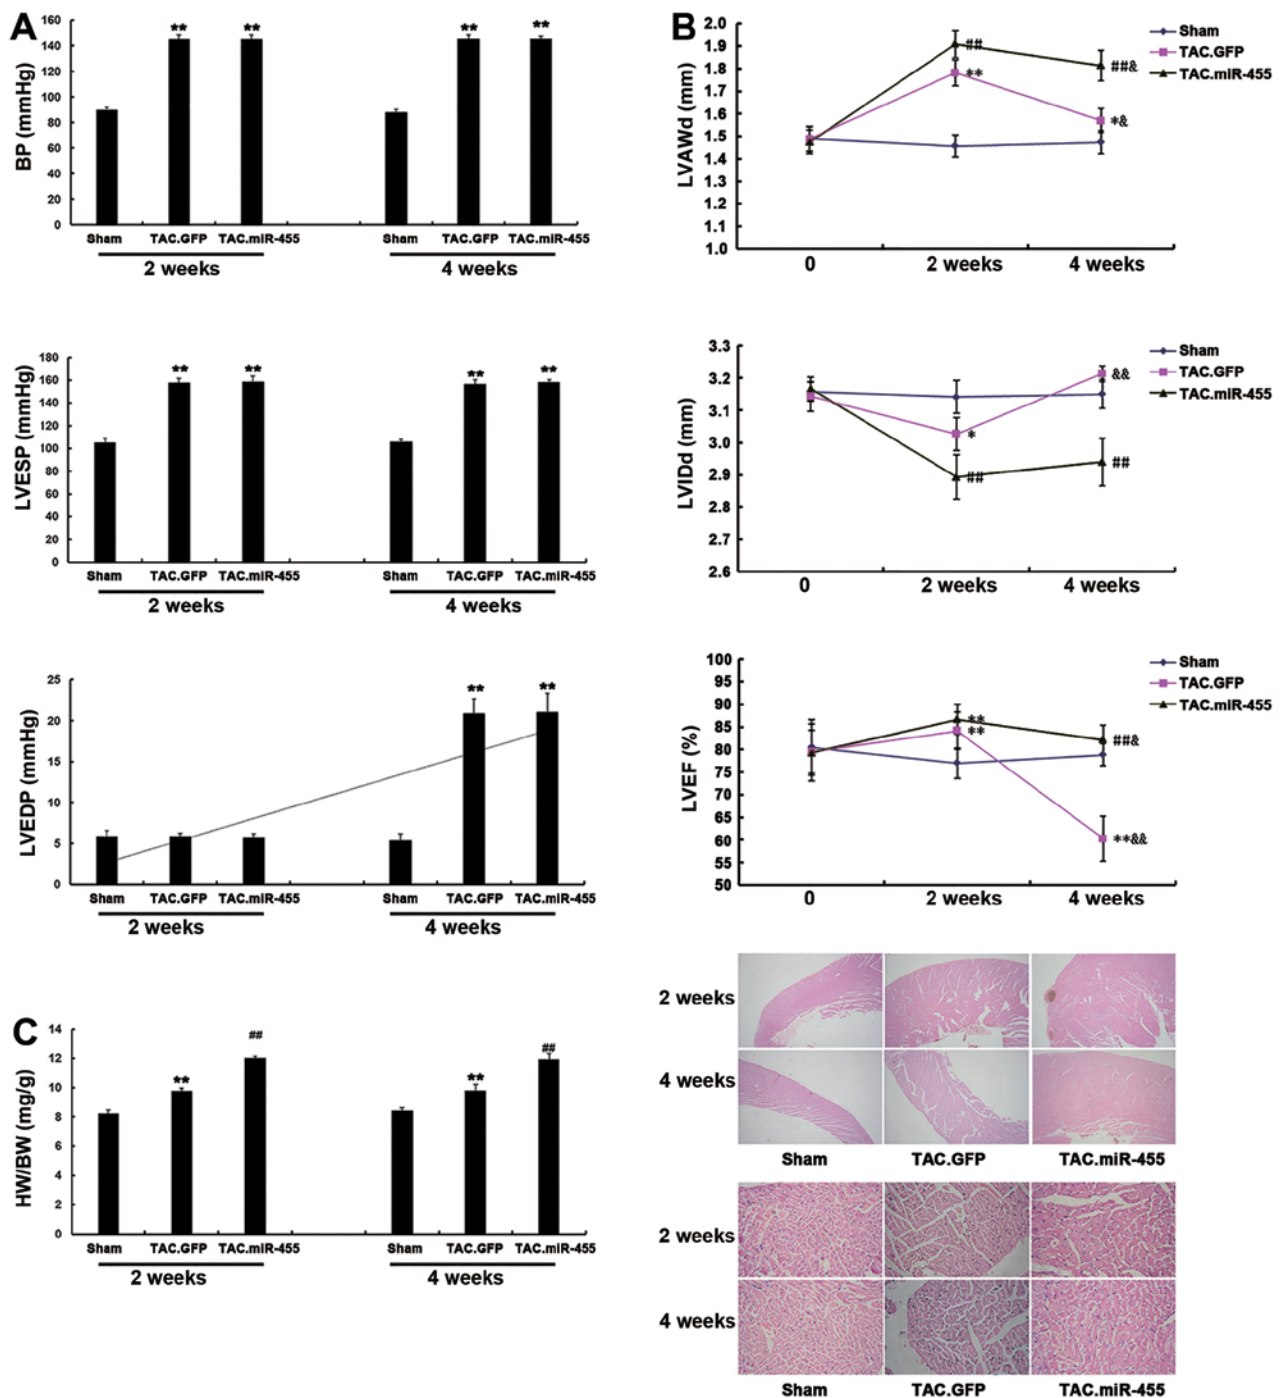 A
BP (mmHg)
160
140
120
100
80
60
40
20
0
**
**
**
**
Sham TAC.GFP TAC.miR-455 Sham TAC.GFP TAC.miR-455
2 weeks 4 weeks
LVESP (mmHg)
180
160
140
120
100
80
60
40
20
0
**
**
**
**
Sham TAC.GFP TAC.miR-455 Sham TAC.GFP TAC.miR-455
2 weeks 4 weeks
LVEDP (mmHg)
25
20
15
10
5
0
**
**
Sham TAC.GFP TAC.miR-455 Sham TAC.GFP TAC.miR-455
2 weeks 4 weeks
B
LVAWd (mm)
2.0
1.9
1.8
1.7
1.6
1.5
1.4
1.3
1.2
1.1
1.0
##
**
##&
*&
Sham
TAC.GFP
TAC.miR-455
0 2 weeks 4 weeks
LVIDd (mm)
3.3
3.2
3.1
3.0
2.9
2.8
2.7
2.6
*
##
&&
##
Sham
TAC.GFP
TAC.miR-455
0 2 weeks 4 weeks
LVEF (%)
100
95
90
85
80
75
70
65
60
55
50
**
**
##&
**&&
Sham
TAC.GFP
TAC.miR-455
0 2 weeks 4 weeks
C
HW/BW (mg/g)
14
12
10
8
6
4
2
0
**
##
**
##
Sham TAC.GFP TAC.miR-455 Sham TAC.GFP TAC.miR-455
2 weeks 4 weeks
2 weeks
4 weeks
Sham TAC.GFP TAC.miR-455
2 weeks
4 weeks
Sham TAC.GFP TAC.miR-455